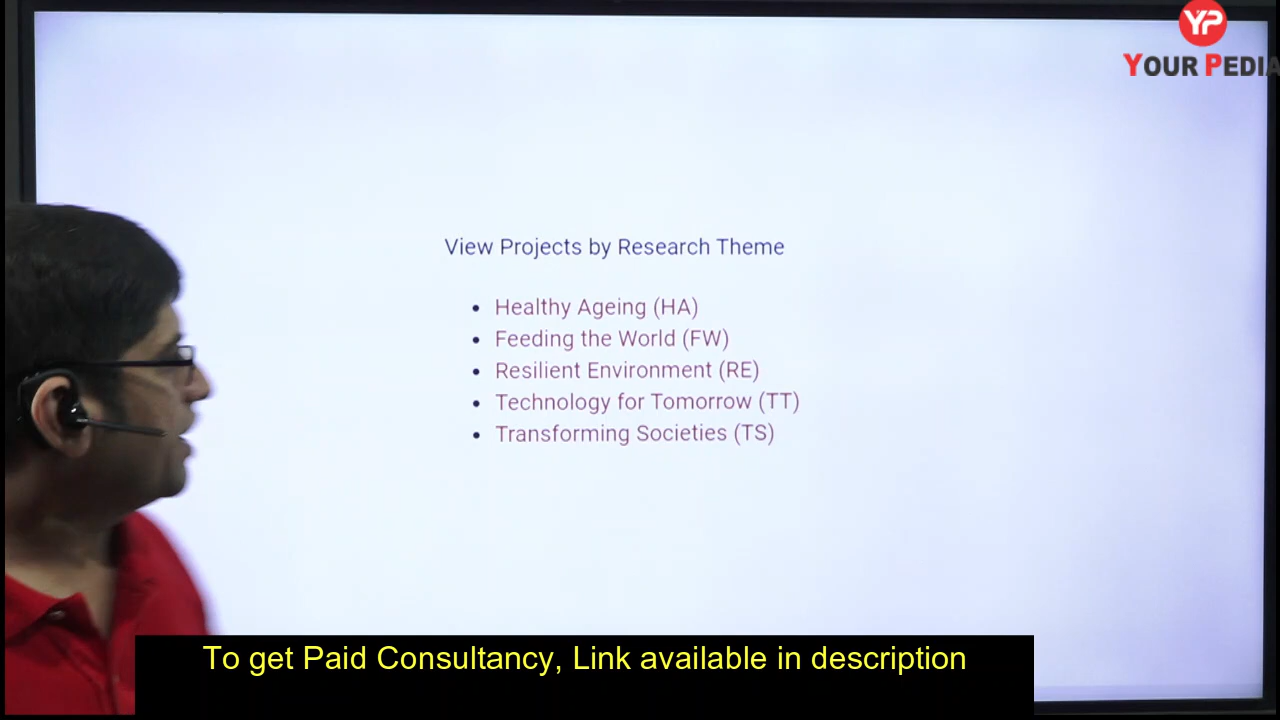 YP
YOUR PEDIA
View Projects by Research Theme
• Healthy Ageing (HA)
• Feeding the World (FW)
• Resilient Environment (RE)
• Technology for Tomorrow (TT)
• Transforming Societies (TS)
To get Paid Consultancy, Link available in description